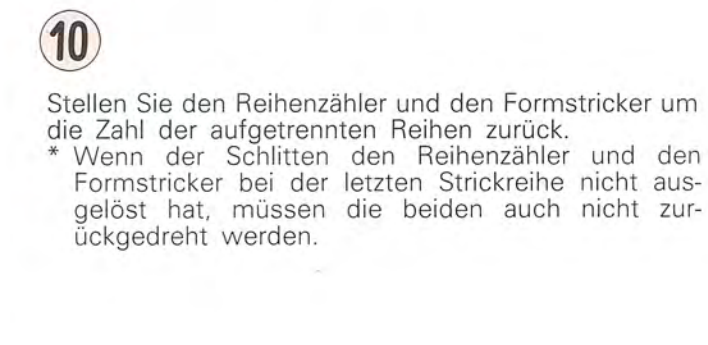 10
Stellen Sie den Reihenzähler und den Formstricker um
die Zahl der aufgetrennten Reihen zurück.
* Wenn der Schlitten den Reihenzähler und den
Formstricker bei der letzten Strickreihe nicht aus-
gelöst hat, müssen die beiden auch nicht zur-
ückgedreht werden.